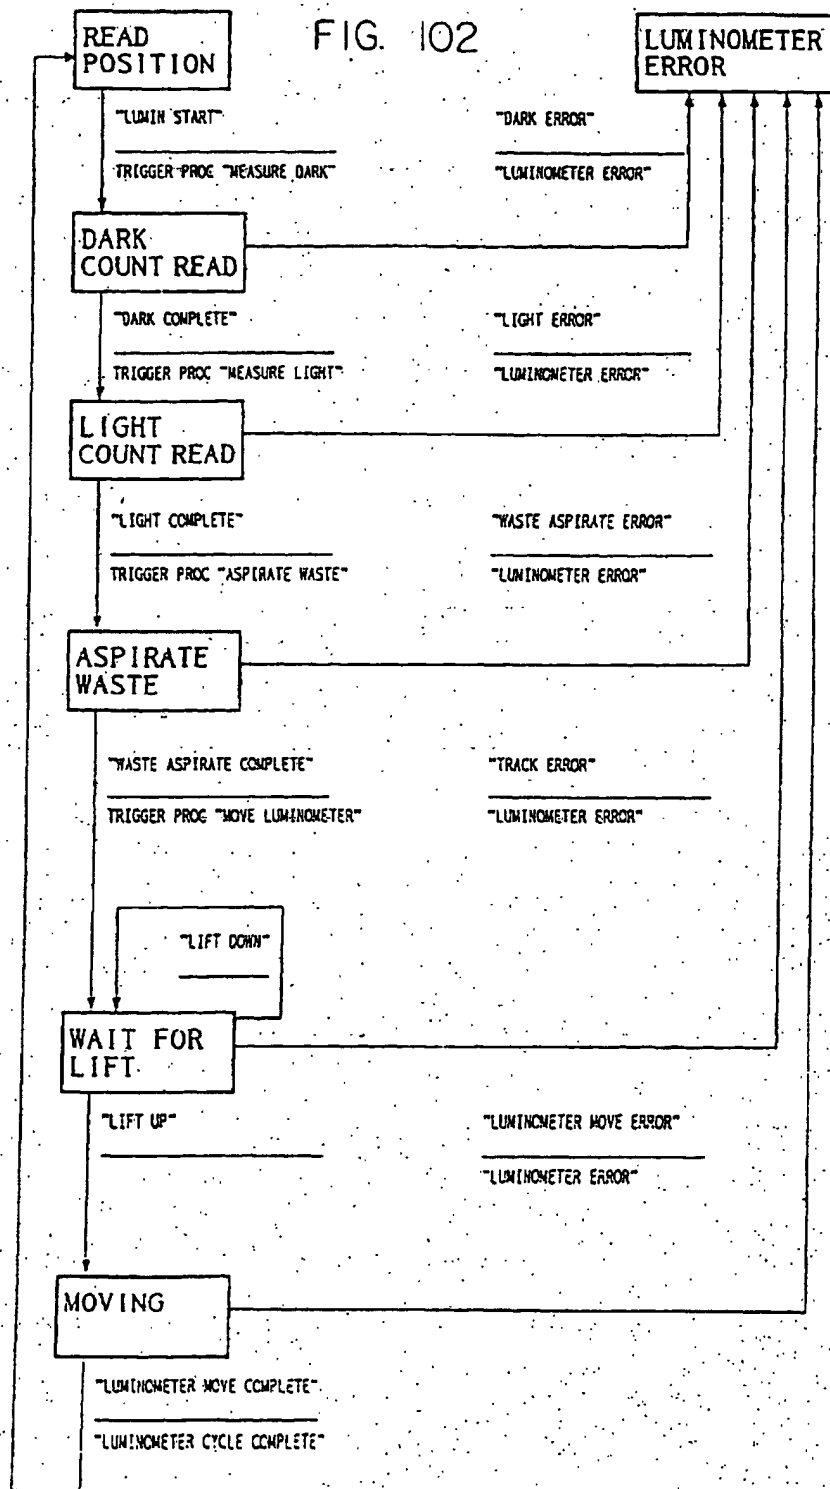 FIG. 102
READ
POSITION
LUMINOMETER
ERROR
"LUMIN START"
TRIGGER PROC "MEASURE DARK"
"DARK ERROR"
"LUMINOMETER ERROR"
DARK
COUNT READ
"DARK COMPLETE"
TRIGGER PROC "MEASURE LIGHT"
"LIGHT ERROR"
"LUMINOMETER ERROR"
LIGHT
COUNT READ
"LIGHT COMPLETE"
TRIGGER PROC "ASPIRATE WASTE"
"WASTE ASPIRATE ERROR"
"LUMINOMETER ERROR"
ASPIRATE
WASTE
"WASTE ASPIRATE COMPLETE"
TRIGGER PROC "MOVE LUMINOMETER"
"TRACK ERROR"
"LUMINOMETER ERROR"
"LIFT DOWN"
WAIT FOR
LIFT
"LIFT UP"
"LUMINOMETER MOVE ERROR"
"LUMINOMETER ERROR"
MOVING
"LUMINOMETER MOVE COMPLETE"
"LUMINOMETER CYCLE COMPLETE"